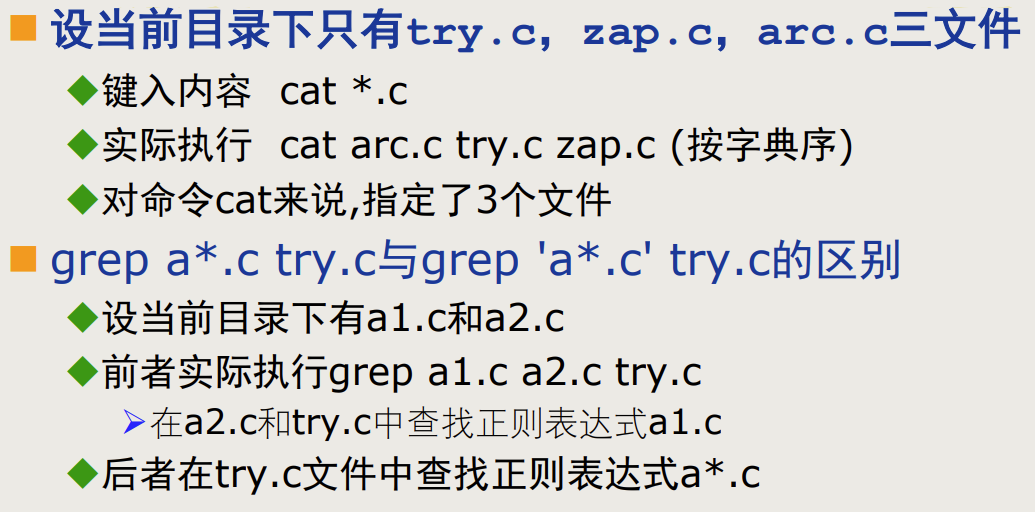 设当前目录下只有try.c，zap.c，arc.c三文件
键入内容 cat *.c
实际执行 cat arc.c try.c zap.c (按字典序)
对命令cat来说,指定了3个文件
grep a*.c try.c与grep 'a*.c' try.c的区别
设当前目录下有a1.c和a2.c
前者实际执行grep a1.c a2.c try.c
在a2.c和try.c中查找正则表达式a1.c
后者在try.c文件中查找正则表达式a*.c